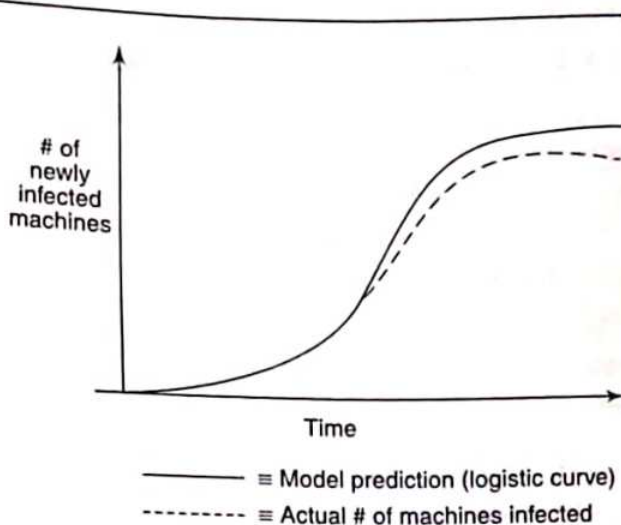 # of
newly
infected
machines
Time
≡ Model prediction (logistic curve)
≡ Actual # of machines infected